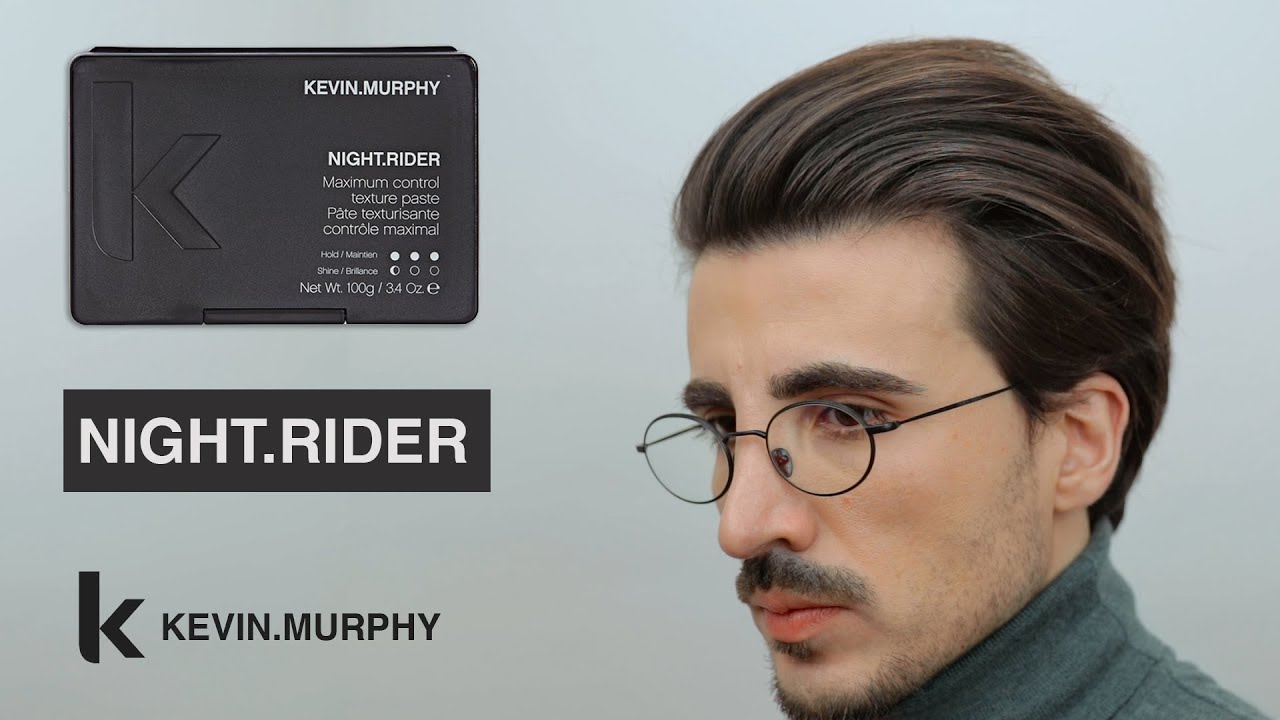 KEVIN.MURPHY
NIGHT.RIDER
Maximum control
texture paste
Pâte texturisante
contrôle maximal
Hold / Maintien
Shine / Brillance
Net Wt. 100g / 3.4 Oz. ℮
NIGHT.RIDER
k KEVIN.MURPHY